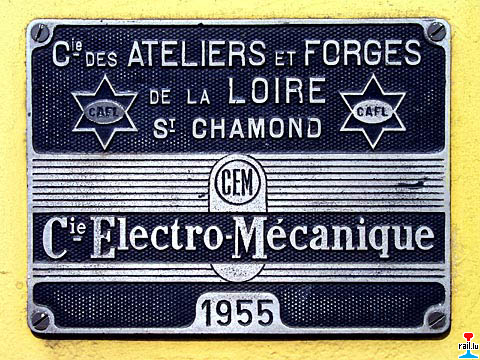 Cie DES ATELIERS ET FORGES
DE LA LOIRE
CAFL
CAFL
ST CHAMOND
CEM
Cie Electro-Mécanique
1955
rail.lu